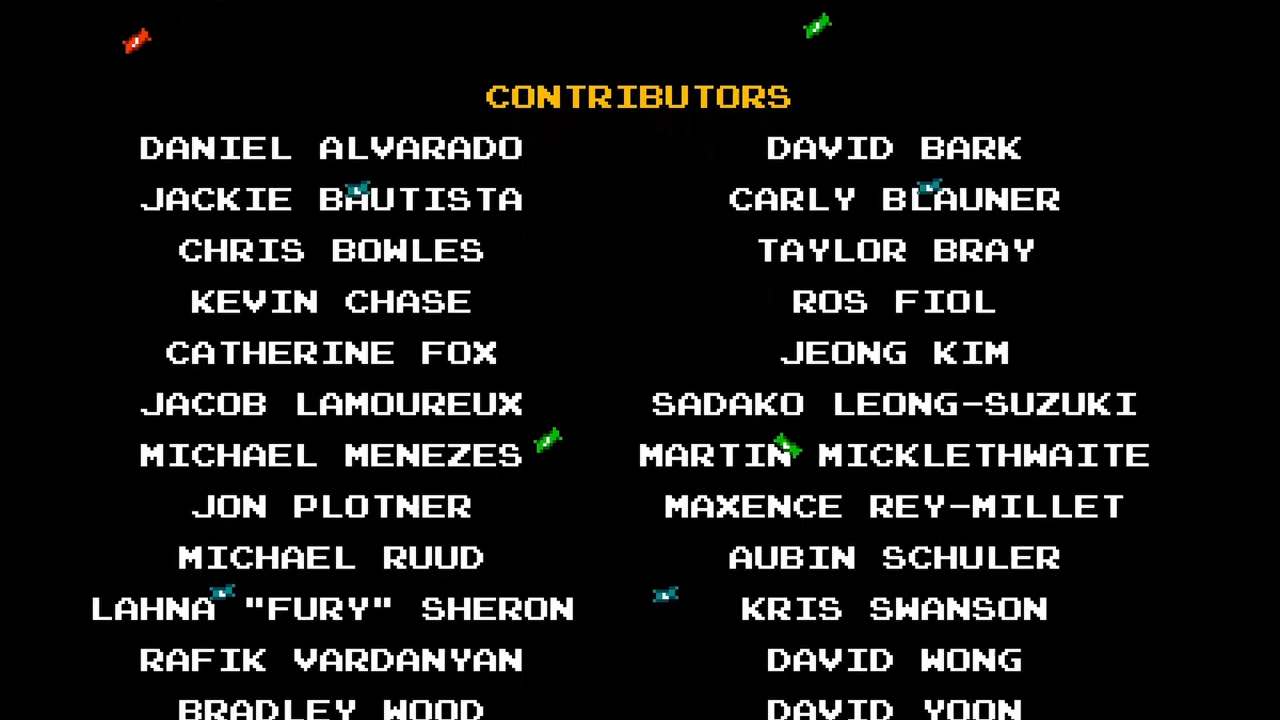 CONTRIBUTORS
DANIEL ALVARADO DAVID BARK
JACKIE BAUTISTA CARLY BLAUNER
CHRIS BOWLES TAYLOR BRAY
KEVIN CHASE ROS FIOL
CATHERINE FOX JEONG KIM
JACOB LAMOUREUX SADAKO LEONG-SUZUKI
MICHAEL MENEZES MARTIN MICKLETHWAITE
JON PLOTNER MAXENCE REY-MILLET
MICHAEL RUUD AUBIN SCHULER
LAHNA "FURY" SHERON KRIS SWANSON
RAFIK VARDANYAN DAVID WONG
BRADLEY WOOD DAVID YOON